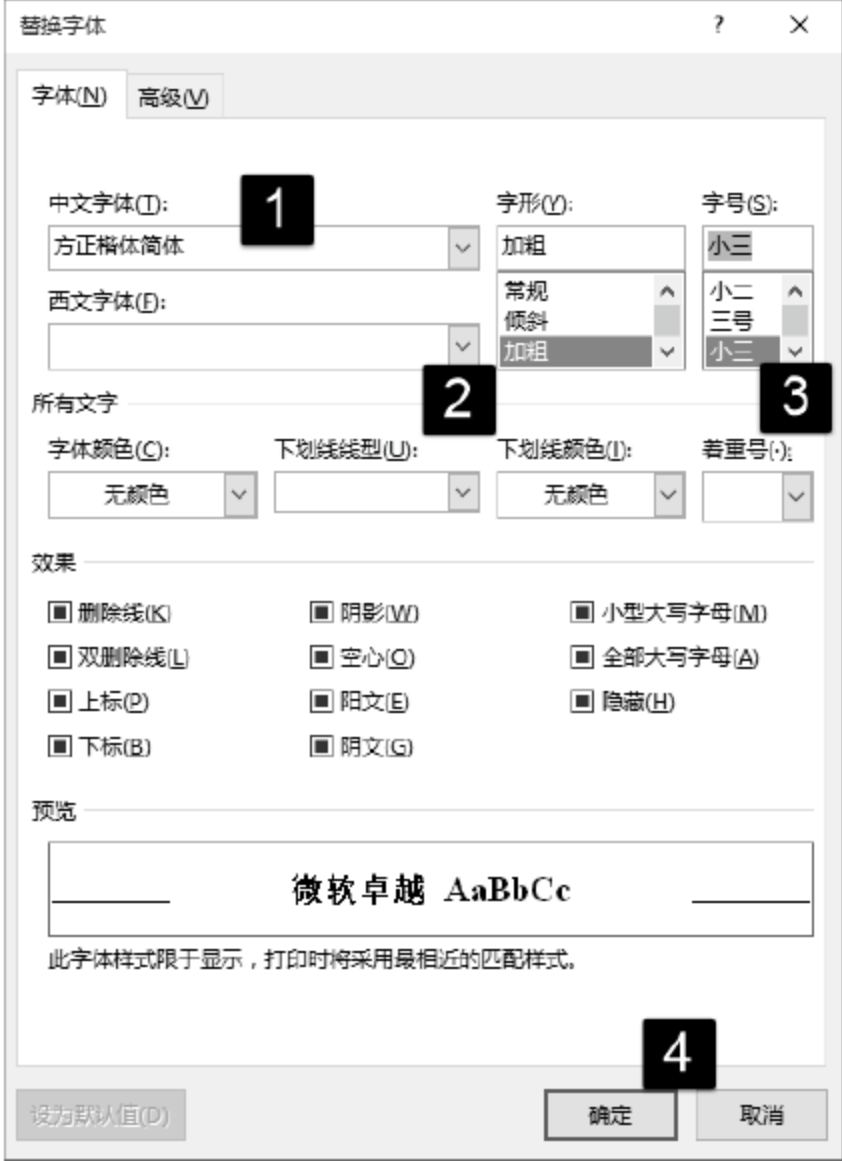 替换字体 ? ×
字体(N) 高级(V)
中文字体(T): 1 字形(Y): 字号(S):
方正楷体简体 加粗 小三
西文字体(F): 常规 小二
倾斜 三号
加粗 小三
所有文字 2 3
字体颜色(C): 下划线线型(U): 下划线颜色(I): 着重号(·):
无颜色 无颜色
效果
删除线(K) 阴影(W) 小型大写字母(M)
双删除线(L) 空心(O) 全部大写字母(A)
上标(P) 阳文(E) 隐藏(H)
下标(B) 阴文(G)
预览
微软卓越 AaBbCc
此字体样式限于显示，打印时将采用最相近的匹配样式。
4
设为默认值(D) 确定 取消